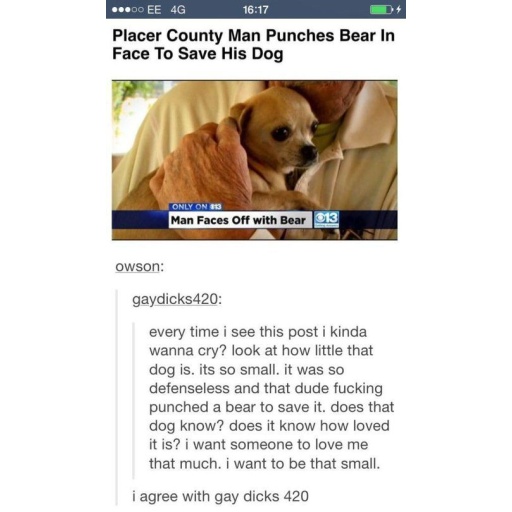 EE 4G 16:17
Placer County Man Punches Bear In
Face To Save His Dog
ONLY ON 13
Man Faces Off with Bear 13
owson:
gaydicks420:
every time i see this post i kinda
wanna cry? look at how little that
dog is. its so small. it was so
defenseless and that dude fucking
punched a bear to save it. does that
dog know? does it know how loved
it is? i want someone to love me
that much. i want to be that small.
i agree with gay dicks 420